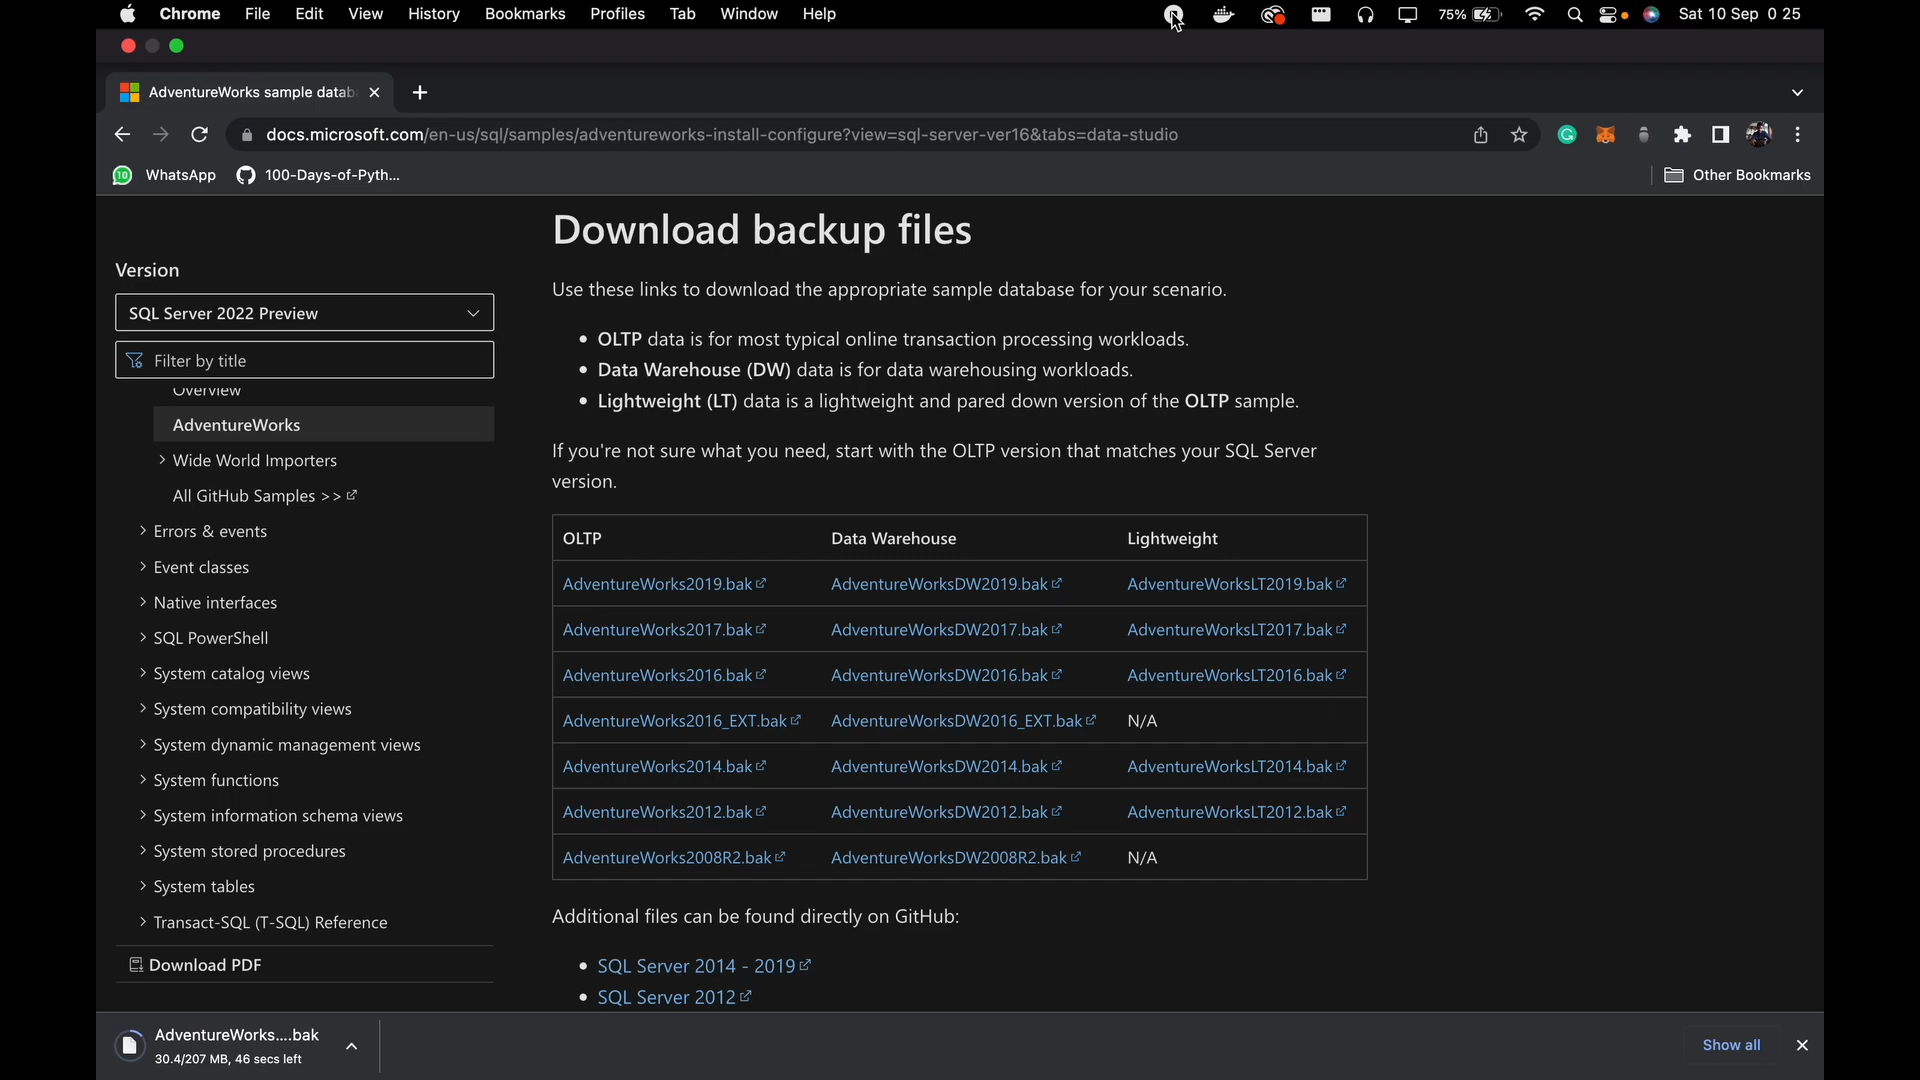 Chrome File Edit View History Bookmarks Profiles Tab Window Help 75% Sat 10 Sep 0 25
AdventureWorks sample datab
docs.microsoft.com/en-us/sql/samples/adventureworks-install-configure?view=sql-server-ver16&tabs=data-studio
10 WhatsApp 100-Days-of-Pyth... Other Bookmarks
Version
SQL Server 2022 Preview
Filter by title
Overview
AdventureWorks
Wide World Importers
All GitHub Samples >>
Errors & events
Event classes
Native interfaces
SQL PowerShell
System catalog views
System compatibility views
System dynamic management views
System functions
System information schema views
System stored procedures
System tables
Transact-SQL (T-SQL) Reference
Download PDF
Download backup files
Use these links to download the appropriate sample database for your scenario.
• OLTP data is for most typical online transaction processing workloads.
• Data Warehouse (DW) data is for data warehousing workloads.
• Lightweight (LT) data is a lightweight and pared down version of the OLTP sample.
If you're not sure what you need, start with the OLTP version that matches your SQL Server
version.
OLTP Data Warehouse Lightweight
AdventureWorks2019.bak AdventureWorksDW2019.bak AdventureWorksLT2019.bak
AdventureWorks2017.bak AdventureWorksDW2017.bak AdventureWorksLT2017.bak
AdventureWorks2016.bak AdventureWorksDW2016.bak AdventureWorksLT2016.bak
AdventureWorks2016_EXT.bak AdventureWorksDW2016_EXT.bak N/A
AdventureWorks2014.bak AdventureWorksDW2014.bak AdventureWorksLT2014.bak
AdventureWorks2012.bak AdventureWorksDW2012.bak AdventureWorksLT2012.bak
AdventureWorks2008R2.bak AdventureWorksDW2008R2.bak N/A
Additional files can be found directly on GitHub:
• SQL Server 2014 - 2019
• SQL Server 2012
AdventureWorks....bak
30.4/207 MB, 46 secs left
Show all